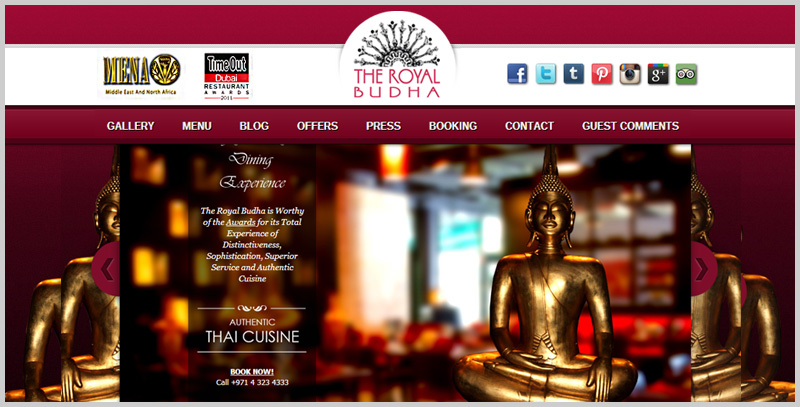 MENA
Middle East And North Africa
Time Out
Dubai
RESTAURANT
AWARDS
2011
THE ROYAL
BUDHA
GALLERY MENU BLOG OFFERS PRESS BOOKING CONTACT GUEST COMMENTS
Dining
Experience
The Royal Budha is Worthy
of the Awards for its Total
Experience of
Distinctiveness,
Sophistication, Superior
Service and Authentic
Cuisine
AUTHENTIC
THAI CUISINE
BOOK NOW!
Call +971 4 323 4333